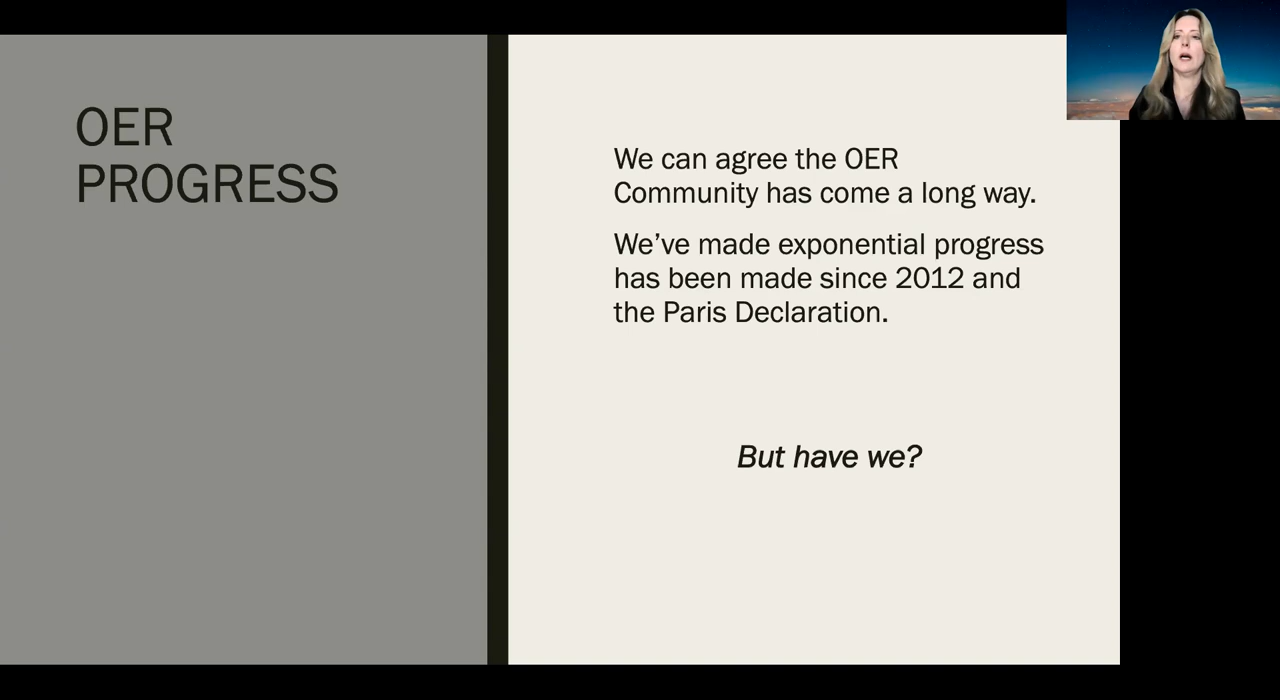 OER
PROGRESS
We can agree the OER
Community has come a long way.
We’ve made exponential progress
has been made since 2012 and
the Paris Declaration.
But have we?